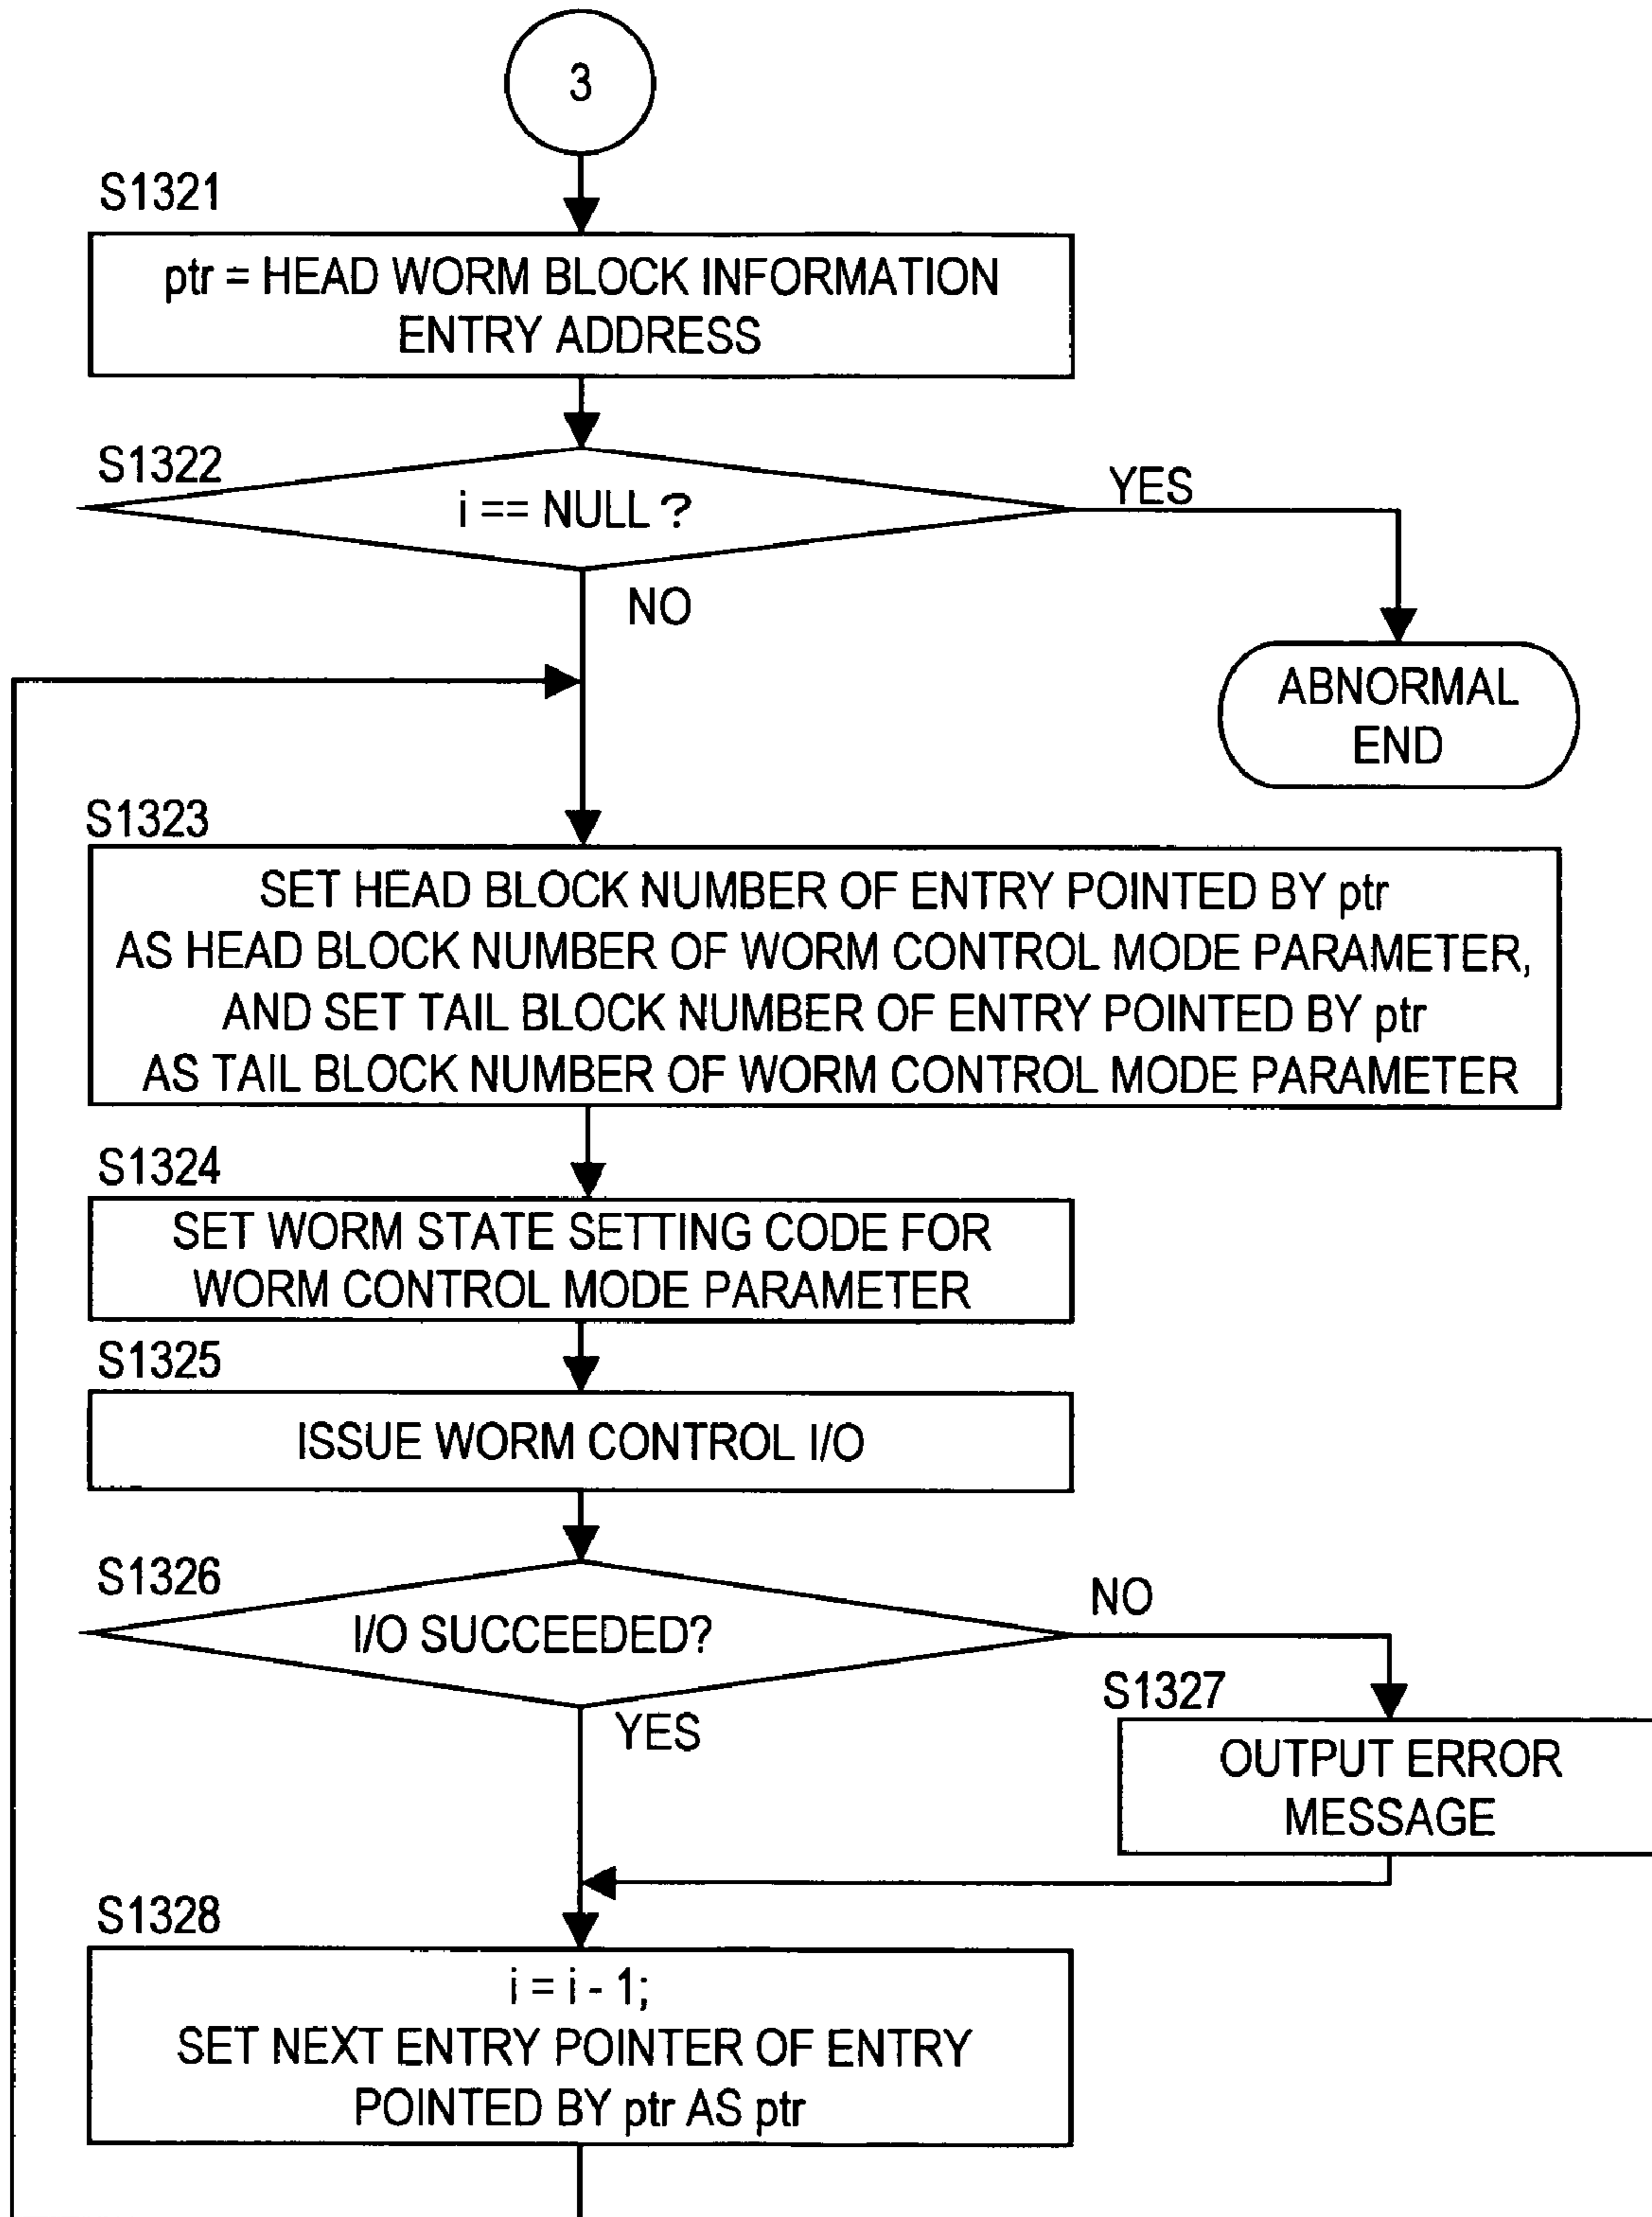 3
S1321
ptr = HEAD WORM BLOCK INFORMATION
ENTRY ADDRESS
S1322
i == NULL ?
YES
NO
ABNORMAL
END
S1323
SET HEAD BLOCK NUMBER OF ENTRY POINTED BY ptr
AS HEAD BLOCK NUMBER OF WORM CONTROL MODE PARAMETER,
AND SET TAIL BLOCK NUMBER OF ENTRY POINTED BY ptr
AS TAIL BLOCK NUMBER OF WORM CONTROL MODE PARAMETER
S1324
SET WORM STATE SETTING CODE FOR
WORM CONTROL MODE PARAMETER
S1325
ISSUE WORM CONTROL I/O
S1326
I/O SUCCEEDED?
NO
YES
S1327
OUTPUT ERROR
MESSAGE
S1328
i = i - 1;
SET NEXT ENTRY POINTER OF ENTRY
POINTED BY ptr AS ptr